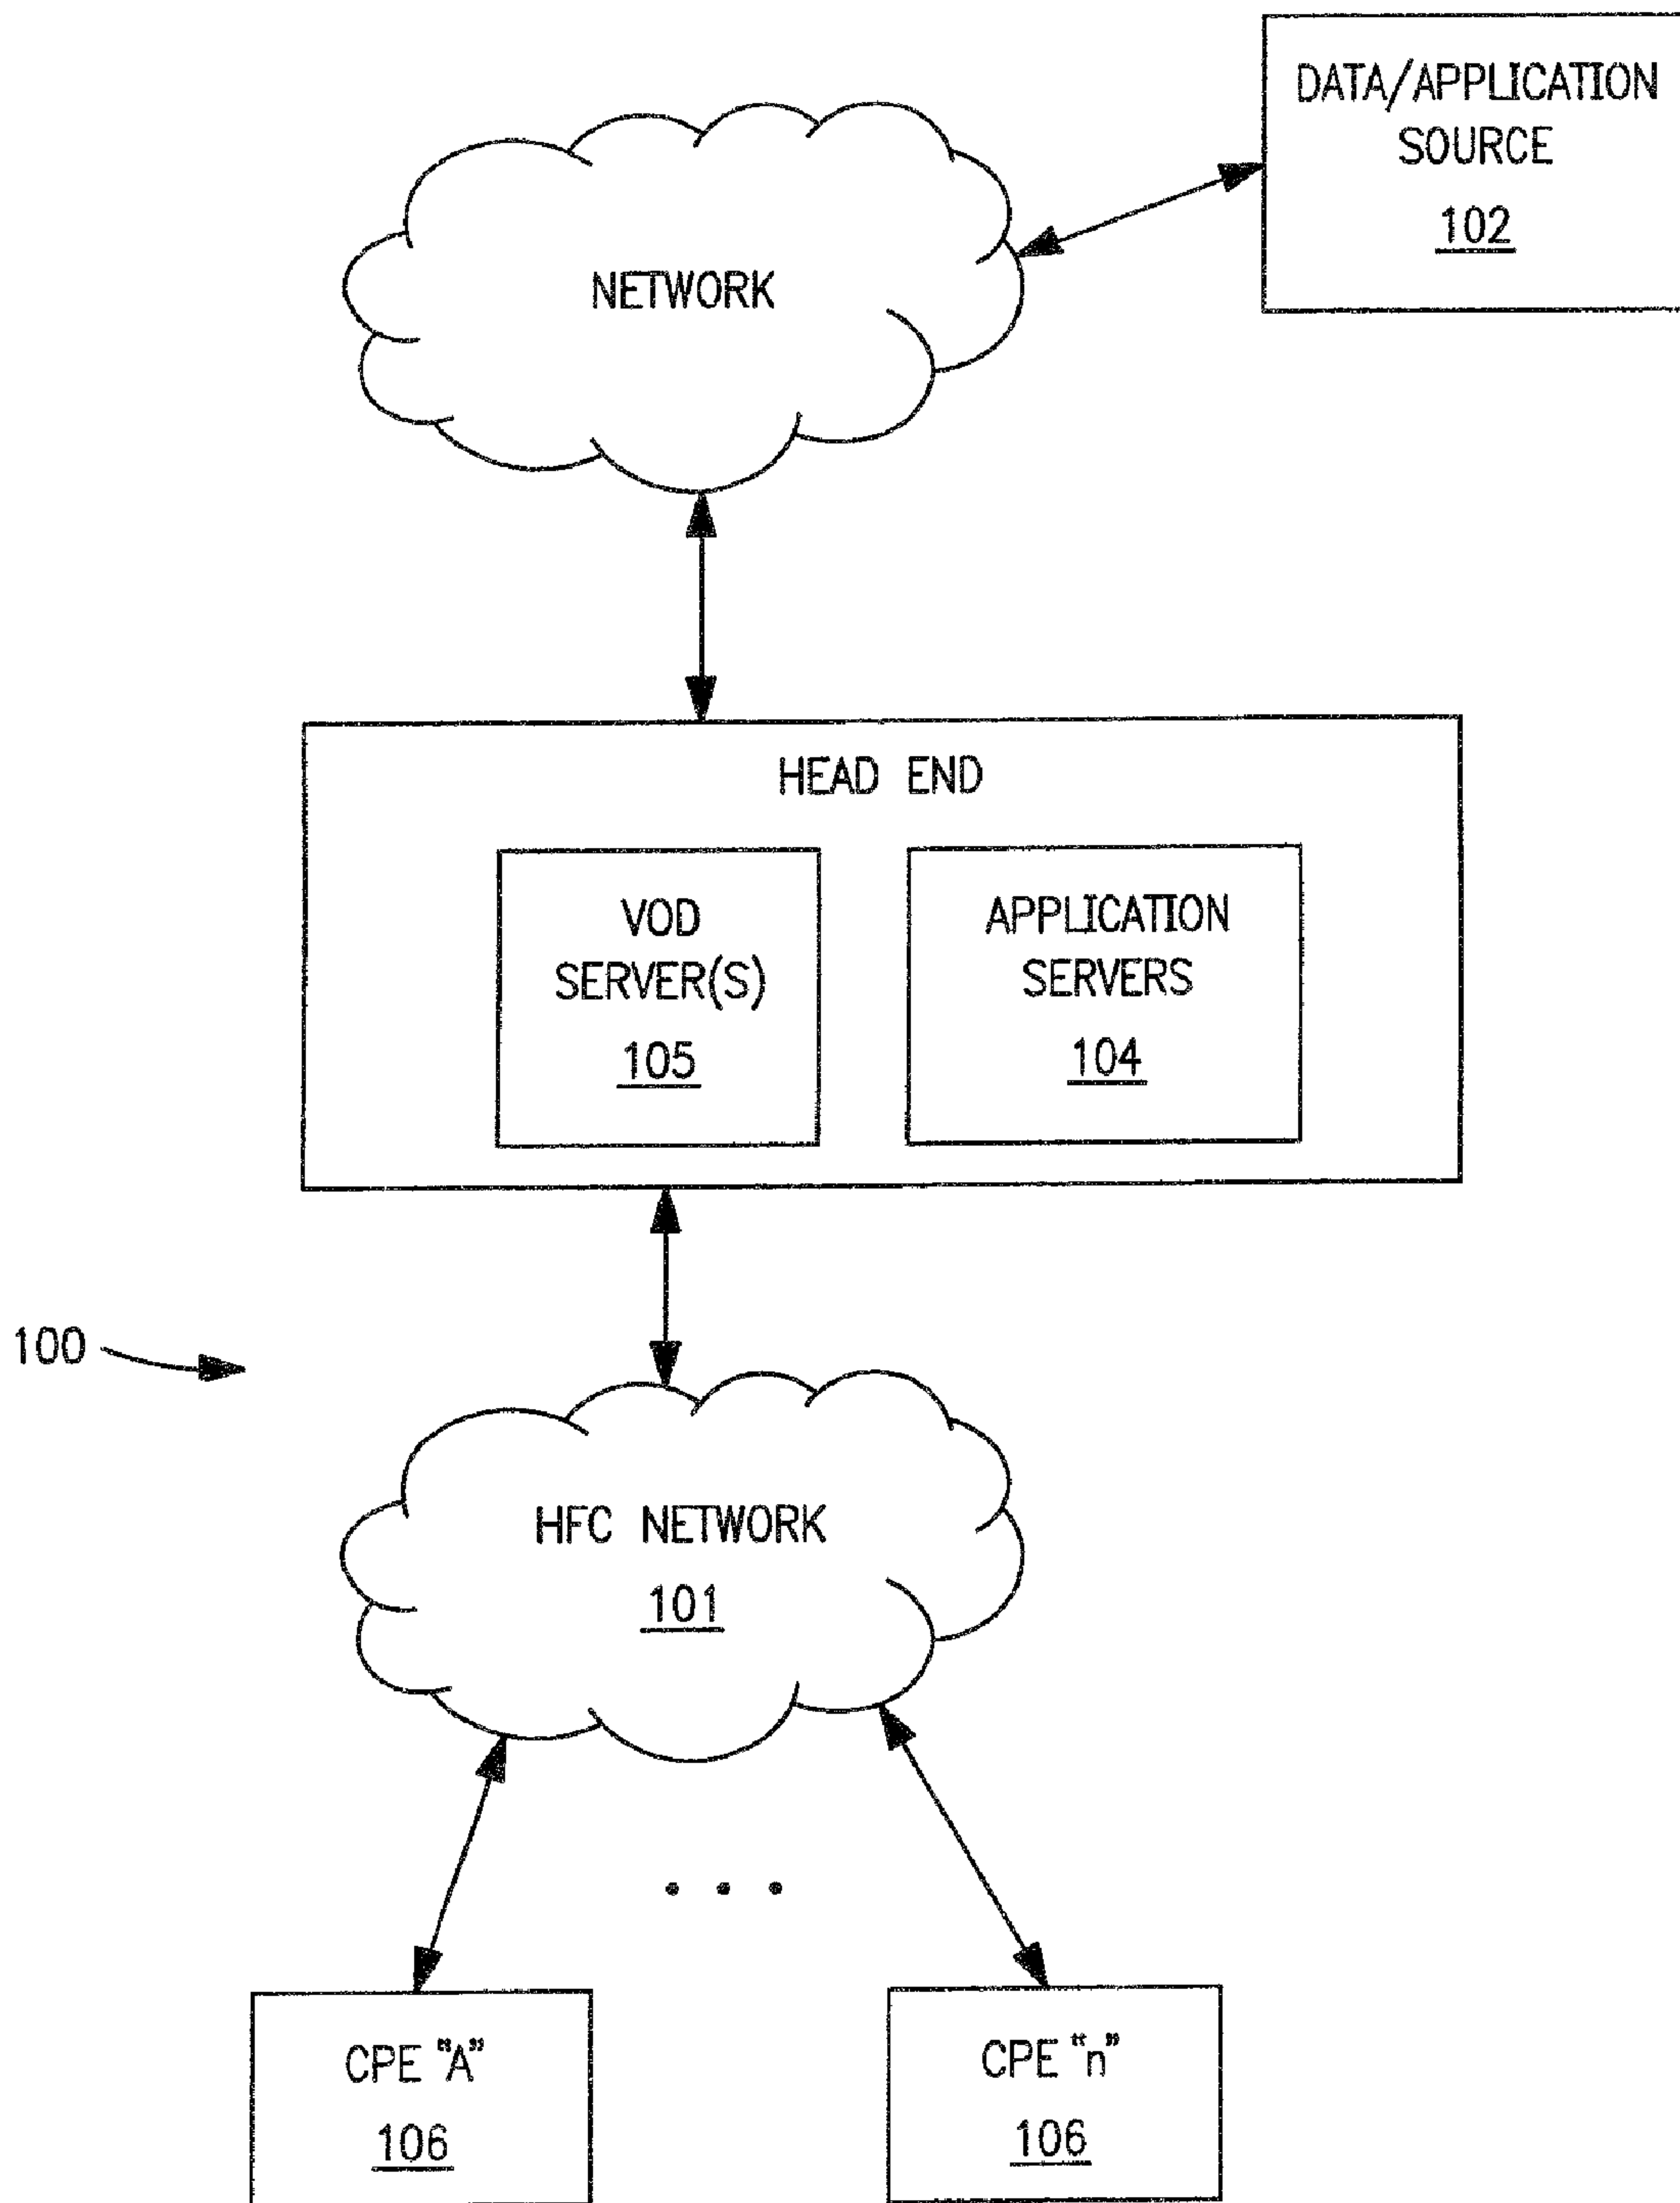 DATA/APPLICATION
SOURCE
102
NETWORK
HEAD END
VOD
SERVER(S)
105
APPLICATION
SERVERS
104
100
HFC NETWORK
101
CPE "A"
106
CPE "n"
106